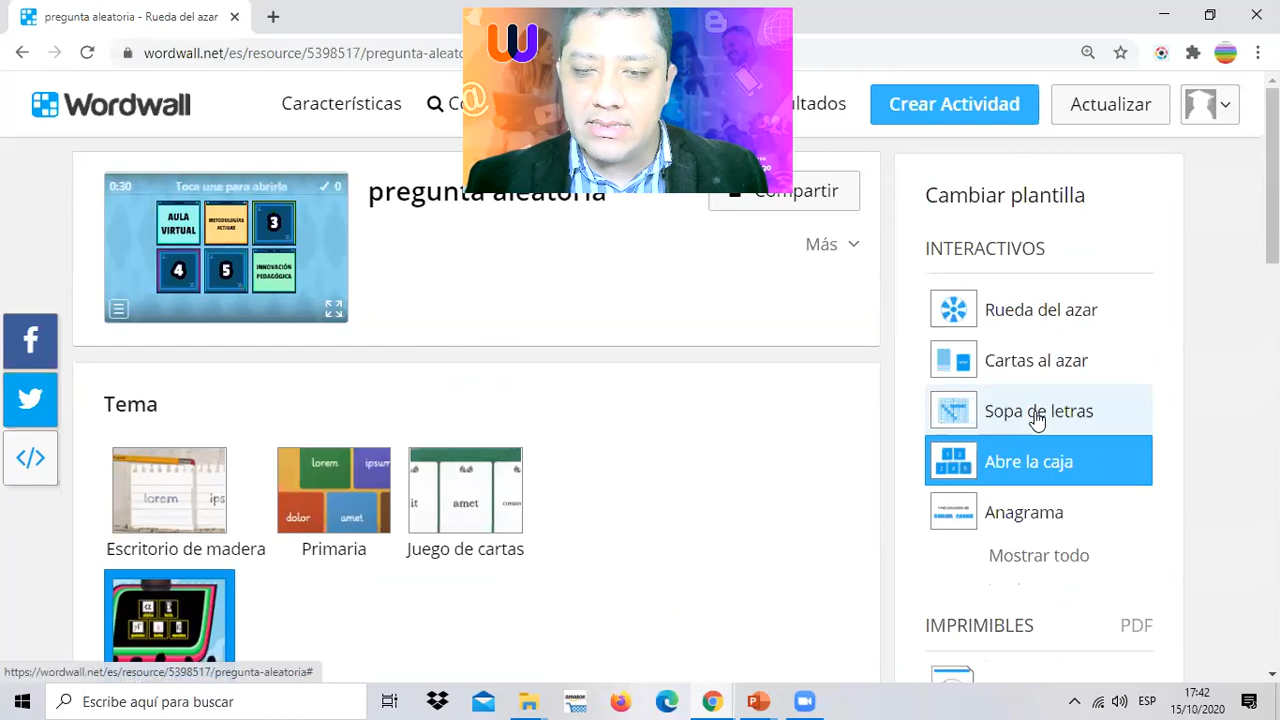 pregunta aleatoria - Rueda del azar
wordwall.net/es/resource/5398517/pregunta-aleato
Wordwall
Características
ultados
Crear Actividad
Actualizar
0:30
Toca una para abrirlo
✓ 0
AULA VIRTUAL
METODOLOGÍAS ACTIVAS
3
4
5
INNOVACIÓN PEDAGÓGICA
pregunta aleatoria
Compartir
Más
Cambiar plantilla
INTERACTIVOS
Rueda del azar
Cartas al azar
Sopa de letras
Abre la caja
Anagrama
Mostrar todo
IMPRIMIBLES
PDF
Tema
lorem
ips
lorem.
ipsum
dolor
it
amet
Escritorio de madera
Primaria
Juego de cartas
https://wordwall.net/es/resource/5398517/pregunta-aleatoria#
Escribe aquí para buscar
amazon
ESP
17:42
15/10/2020